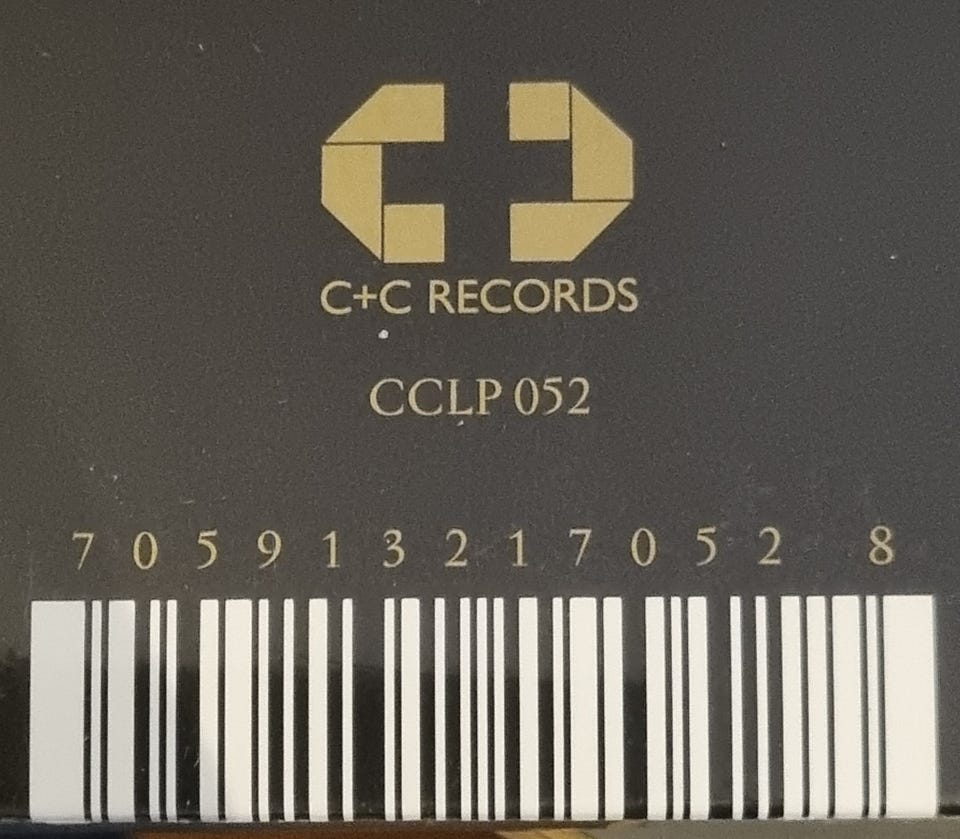 C+C RECORDS
CCLP 052
7 0 5 9 1 3 2 1 7 0 5 2 8